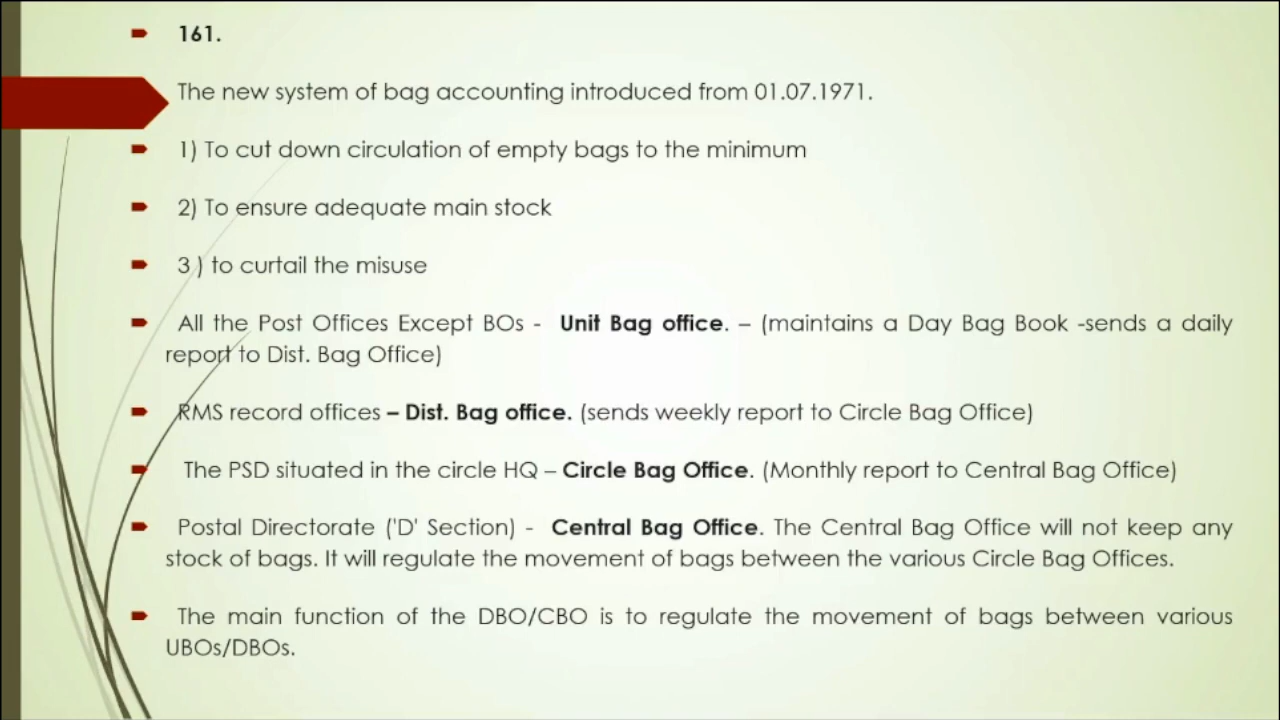 161.
The new system of bag accounting introduced from 01.07.1971.
1) To cut down circulation of empty bags to the minimum
2) To ensure adequate main stock
3 ) to curtail the misuse
All the Post Offices Except BOs - Unit Bag office. – (maintains a Day Bag Book -sends a daily
report to Dist. Bag Office)
RMS record offices – Dist. Bag office. (sends weekly report to Circle Bag Office)
The PSD situated in the circle HQ – Circle Bag Office. (Monthly report to Central Bag Office)
Postal Directorate ('D' Section) - Central Bag Office. The Central Bag Office will not keep any
stock of bags. It will regulate the movement of bags between the various Circle Bag Offices.
The main function of the DBO/CBO is to regulate the movement of bags between various
UBOs/DBOs.